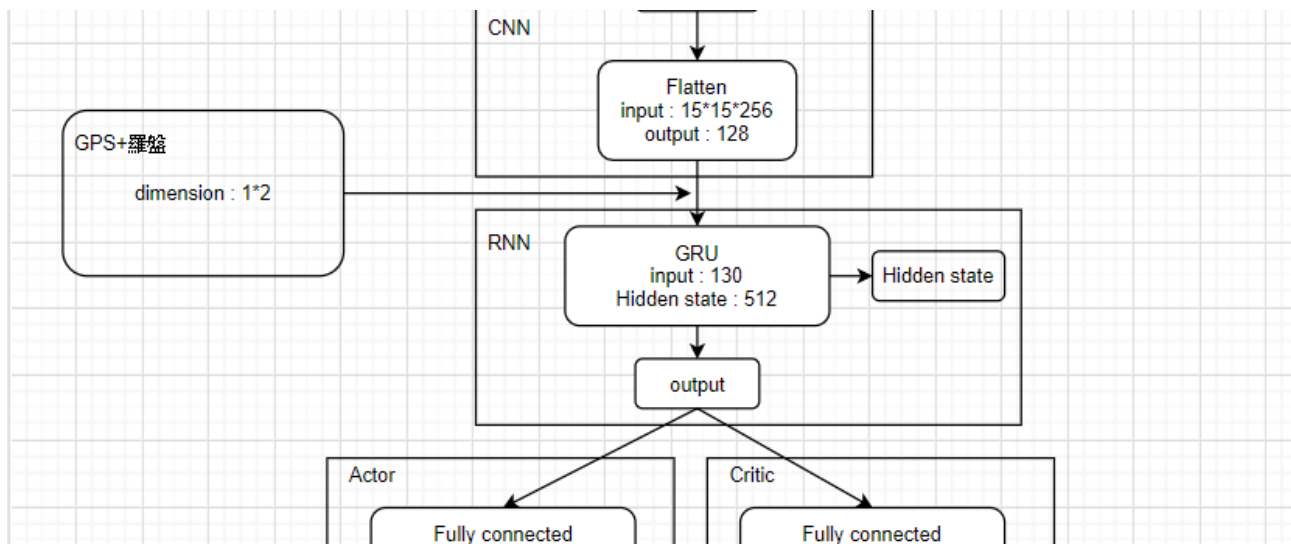 CNN
Flatten
input : 15*15*256
output : 128
GPS+羅盤
dimension : 1*2
RNN
GRU
input : 130
Hidden state : 512
Hidden state
output
Actor
Fully connected
Critic
Fully connected